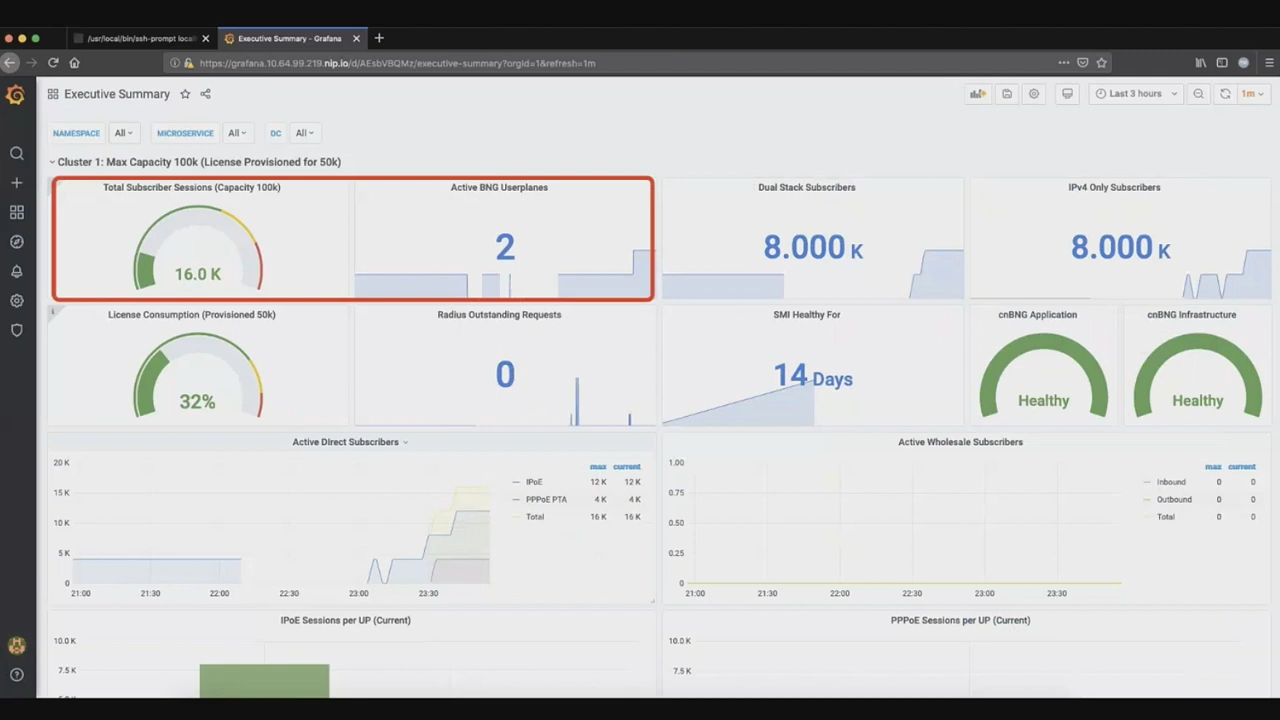 /usr/local/bin/ssh-prompt local
Executive Summary - Grafana
https://grafana.10.64.99.219.nip.io/d/AEsbVBQMz/executive-summary?orgId=1&refresh=1m
Executive Summary
Last 3 hours
1m
NAMESPACE All MICROSERVICE All DC All
Cluster 1: Max Capacity 100k (License Provisioned for 50k)
Total Subscriber Sessions (Capacity 100k)
16.0 K
Active BNG Userplanes
2
Dual Stack Subscribers
8.000 K
IPv4 Only Subscribers
8.000 K
License Consumption (Provisioned 50k)
32%
Radius Outstanding Requests
0
SMI Healthy For
14 Days
cnBNG Application
Healthy
cnBNG Infrastructure
Healthy
Active Direct Subscribers
20 K
15 K
10 K
5 K
0
21:00 21:30 22:00 22:30 23:00 23:30
max current
IPoE 12 K 12 K
PPPoE PTA 4 K 4 K
Total 16 K 16 K
Active Wholesale Subscribers
1.00
0.75
0.50
0.25
0
21:00 21:30 22:00 22:30 23:00 23:30
max current
Inbound 0 0
Outbound 0 0
Total 0 0
IPoE Sessions per UP (Current)
10.0 K
7.5 K
PPPoE Sessions per UP (Current)
10.0 K
7.5 K